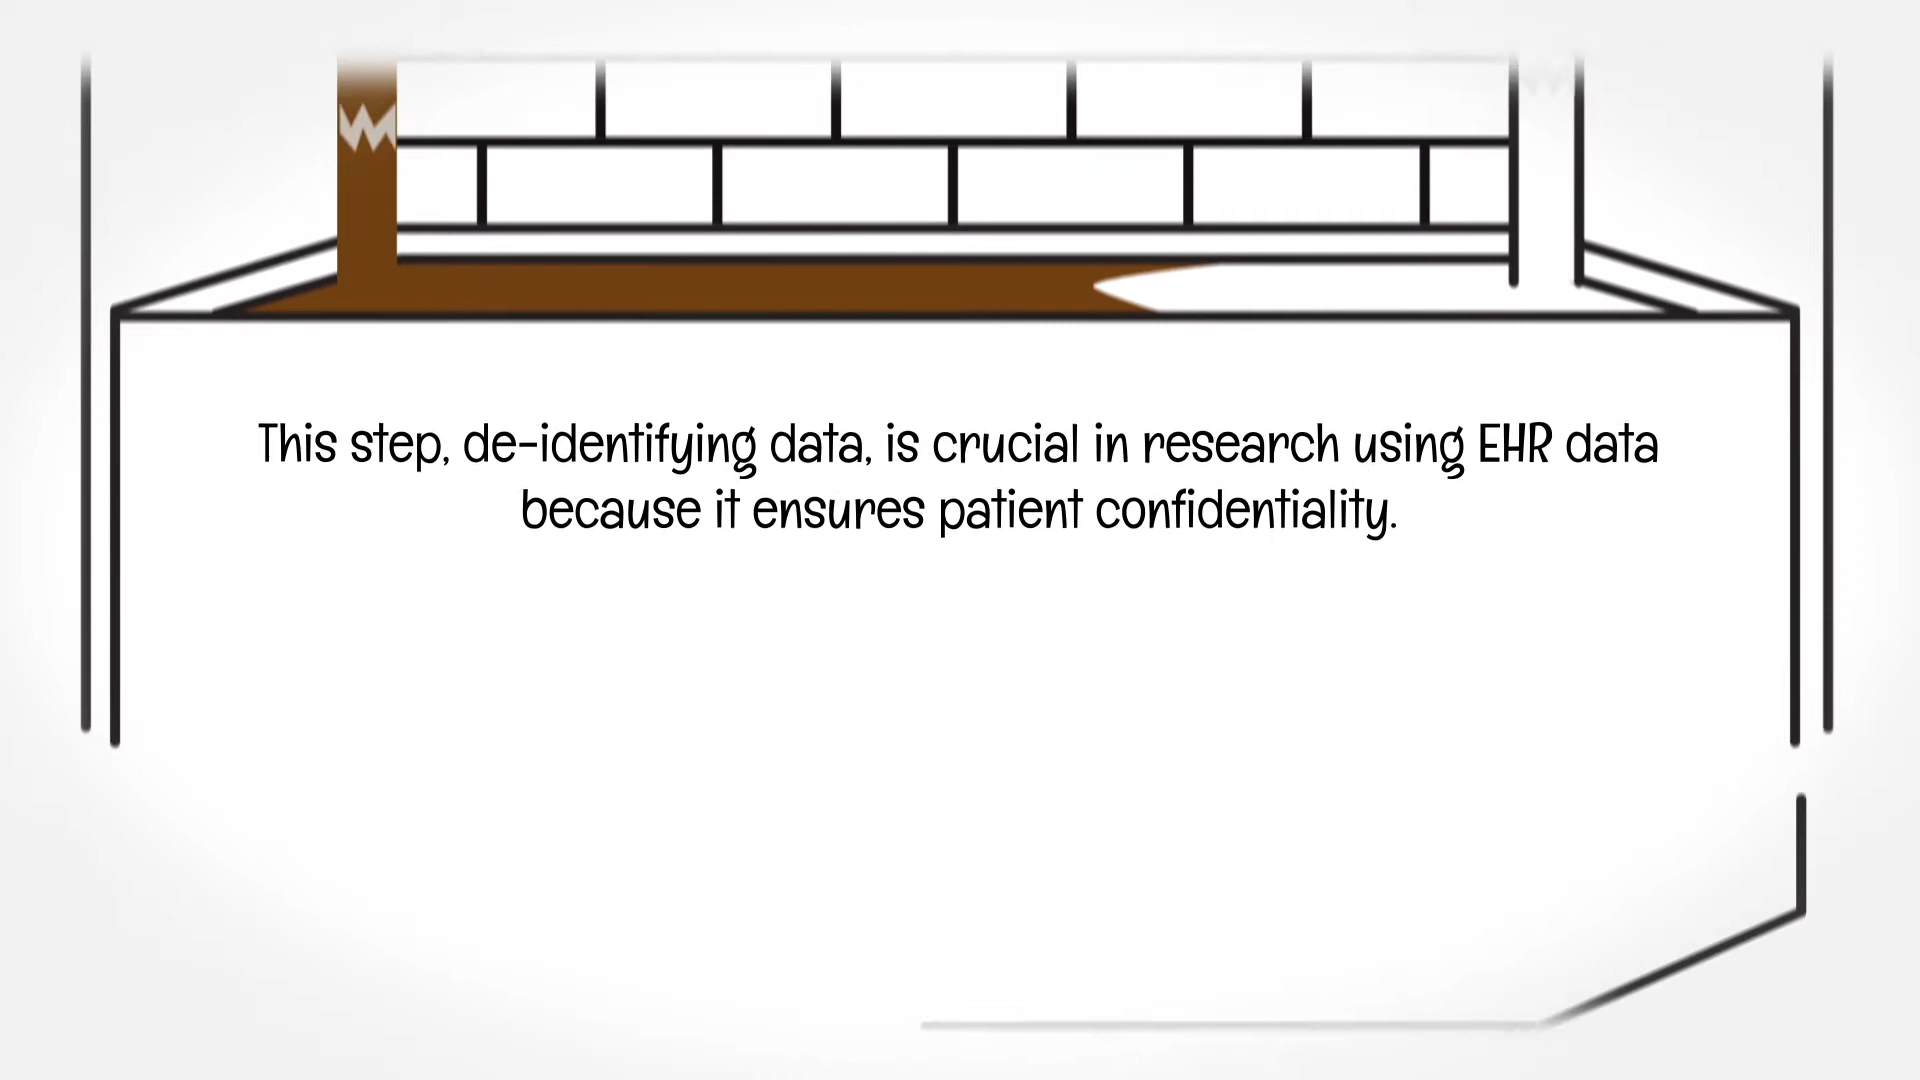 This step, de-identifying data, is crucial in research using EHR data
because it ensures patient confidentiality.